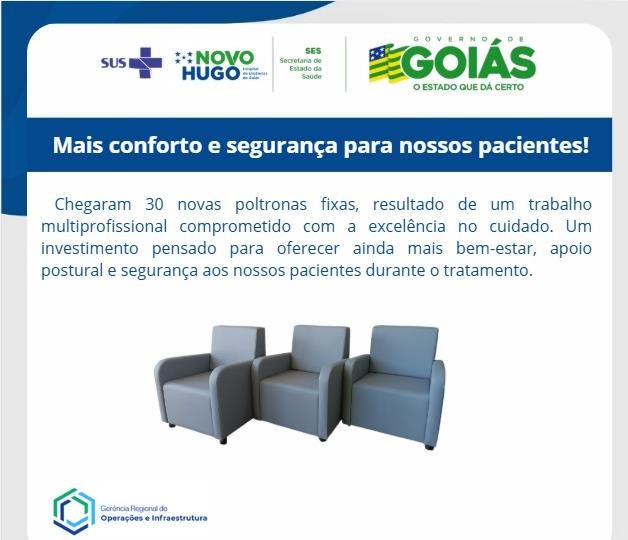 SUS
NOVO
HUGO
Hospital
de Urgências
de Goiás
SES
Secretaria de
Estado da
Saúde
GOVERNO DE
GOIÁS
O ESTADO QUE DÁ CERTO
Mais conforto e segurança para nossos pacientes!
Chegaram 30 novas poltronas fixas, resultado de um trabalho
multiprofissional comprometido com a excelência no cuidado. Um
investimento pensado para oferecer ainda mais bem-estar, apoio
postural e segurança aos nossos pacientes durante o tratamento.
Gerência Regional de
Operações e Infraestrutura